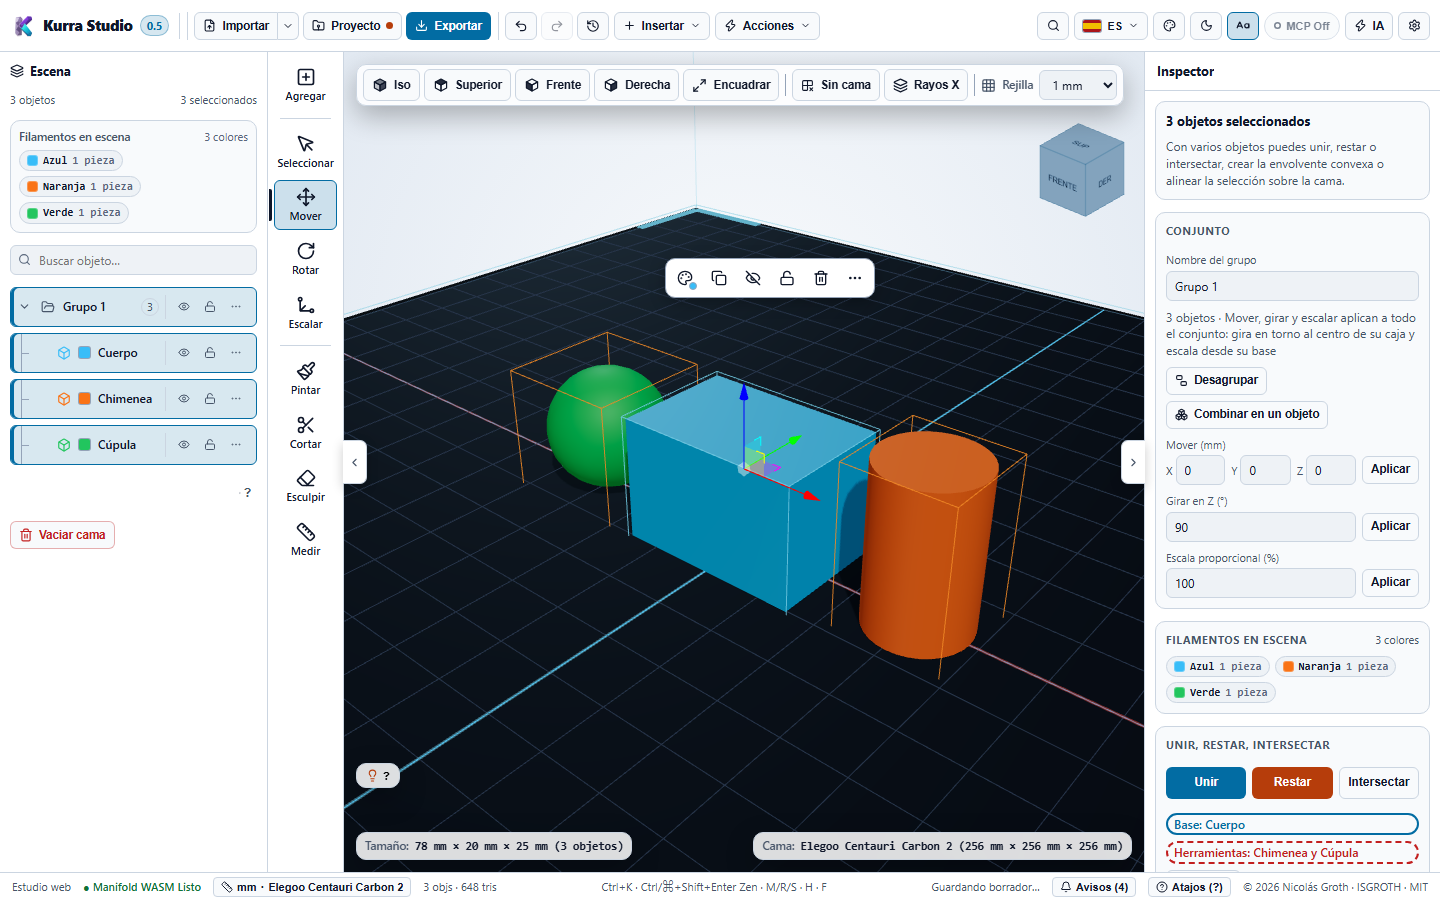 Kurra Studio 0.5
Importar
Proyecto
Exportar
Insertar
Acciones
ES
Aa
MCP Off
IA
Escena
3 objetos
3 seleccionados
Filamentos en escena
3 colores
Azul 1 pieza
Naranja 1 pieza
Verde 1 pieza
Buscar objeto...
Grupo 1
3
Cuerpo
Chimenea
Cúpula
?
Vaciar cama
Agregar
Seleccionar
Mover
Rotar
Escalar
Pintar
Cortar
Esculpir
Medir
Iso
Superior
Frente
Derecha
Encuadrar
Sin cama
Rayos X
Rejilla
1 mm
SUP
FRENTE
DER
?
Tamaño: 78 mm × 20 mm × 25 mm (3 objetos)
Cama: Elegoo Centauri Carbon 2 (256 mm × 256 mm × 256 mm)
Inspector
3 objetos seleccionados
Con varios objetos puedes unir, restar o
intersectar, crear la envolvente convexa o
alinear la selección sobre la cama.
CONJUNTO
Nombre del grupo
Grupo 1
3 objetos · Mover, girar y escalar aplican a todo
el conjunto: gira en torno al centro de su caja y
escala desde su base
Desagrupar
Combinar en un objeto
Mover (mm)
X 0 Y 0 Z 0 Aplicar
Girar en Z (°)
90 Aplicar
Escala proporcional (%)
100 Aplicar
FILAMENTOS EN ESCENA
3 colores
Azul 1 pieza
Naranja 1 pieza
Verde 1 pieza
UNIR, RESTAR, INTERSECTAR
Unir
Restar
Intersectar
Base: Cuerpo
Herramientas: Chimenea y Cúpula
Estudio web
Manifold WASM Listo
mm · Elegoo Centauri Carbon 2
3 objs · 648 tris
Ctrl+K · Ctrl/⌘+Shift+Enter Zen · M/R/S · H · F
Guardando borrador...
Avisos (4)
Atajos (?)
© 2026 Nicolás Groth · ISGROTH · MIT